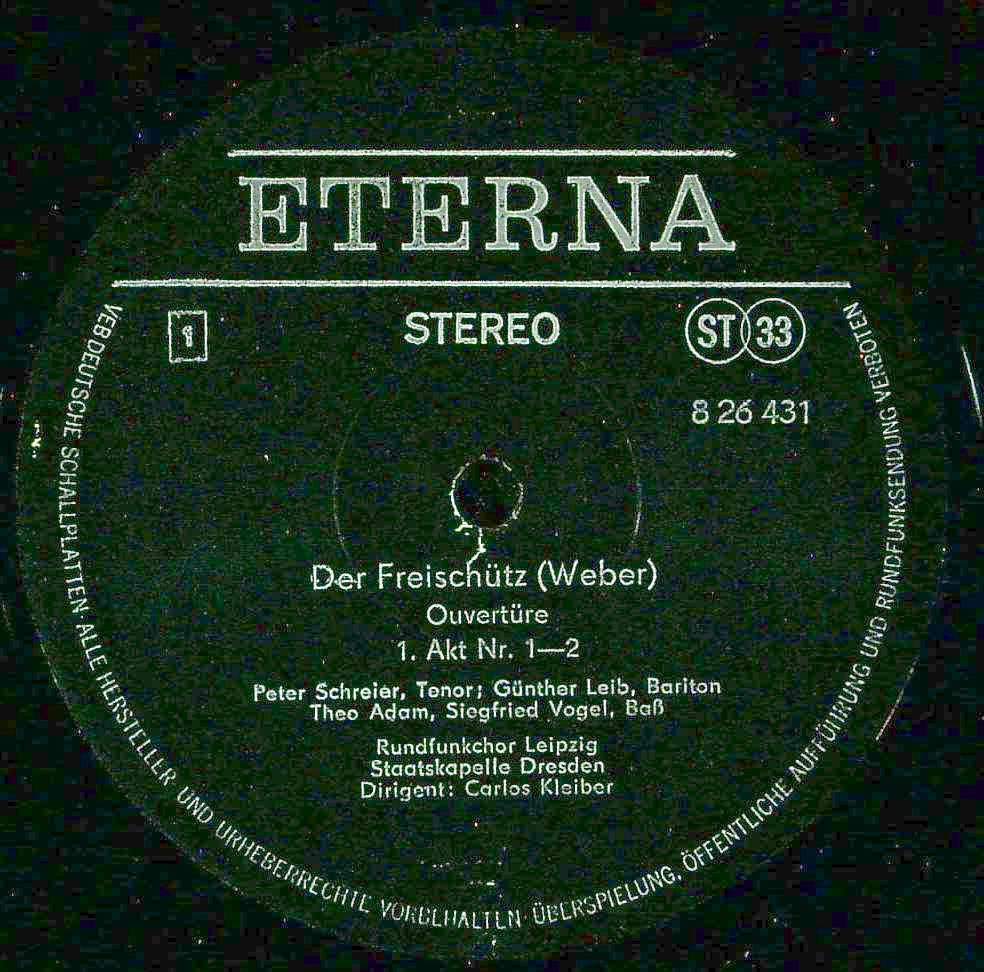 ETERNA
1
STEREO
ST 33
8 26 431
Der Freischütz (Weber)
Ouvertüre
1. Akt Nr. 1—2
Peter Schreier, Tenor; Günther Leib, Bariton
Theo Adam, Siegfried Vogel, Baß
Rundfunkchor Leipzig
Staatskapelle Dresden
Dirigent: Carlos Kleiber
VEB DEUTSCHE SCHALLPLATTEN · ALLE HERSTELLER UND URHEBERRECHTE VORBEHALTEN · ÜBERSPIELUNG, ÖFFENTLICHE AUFFÜHRUNG UND RUNDFUNKSENDUNG VERBOTEN